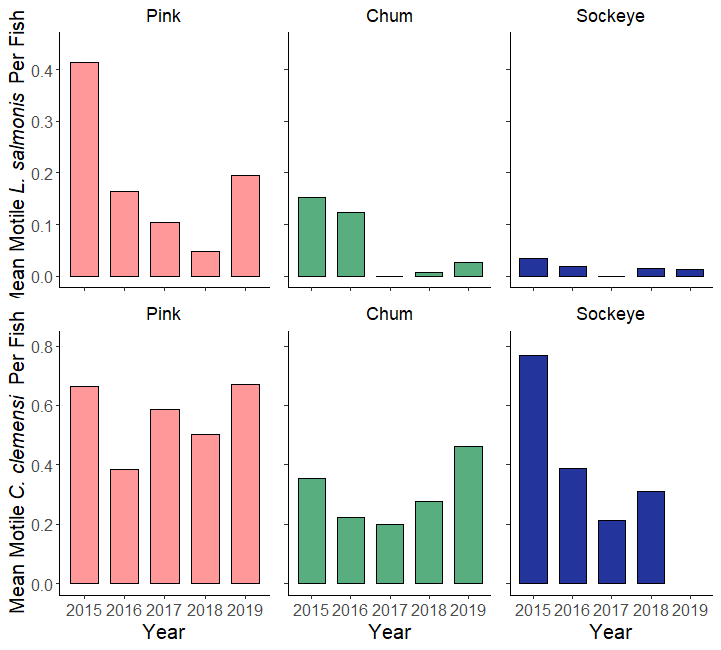 Pink Chum Sockeye
Mean Motile L. salmonis Per Fish
0.4
0.3
0.2
0.1
0.0
Pink Chum Sockeye
Mean Motile C. clemensi Per Fish
0.8
0.6
0.4
0.2
0.0
2015 2016 2017 2018 2019 2015 2016 2017 2018 2019 2015 2016 2017 2018 2019
Year Year Year